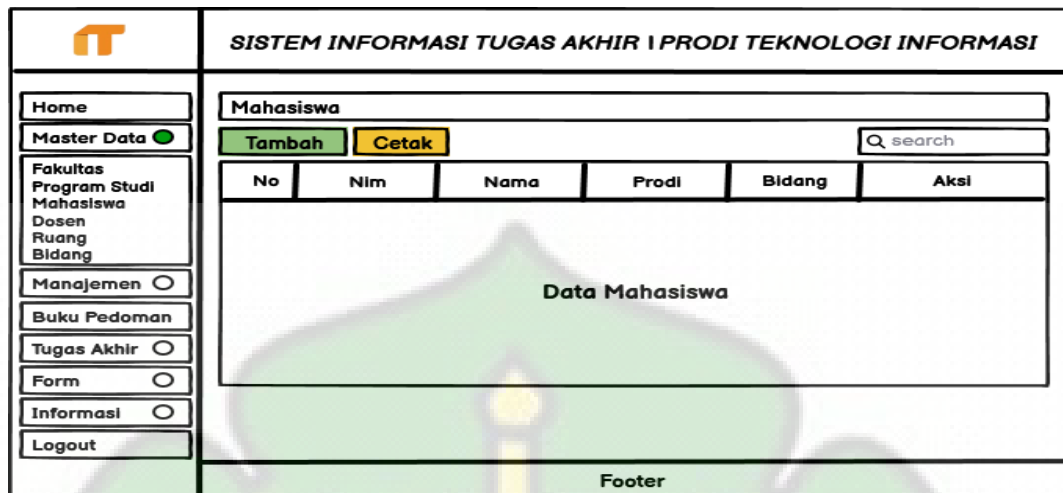 IT
SISTEM INFORMASI TUGAS AKHIR \ PRODI TEKNOLOGI INFORMASI
Home
Master Data
Fakultas
Program Studi
Mahasiswa
Dosen
Ruang
Bidang
Manajemen
Buku Pedoman
Tugas Akhir
Form
Informasi
Logout
Mahasiswa
Tambah Cetak search
No Nim Nama Prodi Bidang Aksi
Data Mahasiswa
Footer